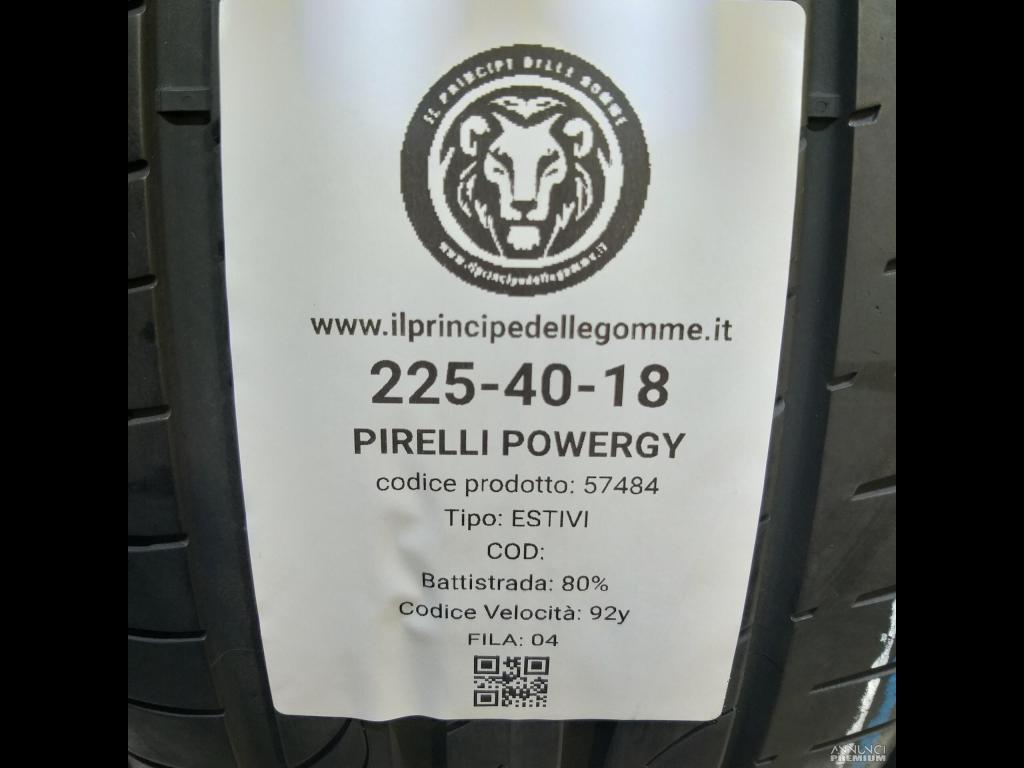 IL PRINCIPE DELLE GOMME
www.ilprincipedellegomme.it
www.ilprincipedellegomme.it
225-40-18
PIRELLI POWERGY
codice prodotto: 57484
Tipo: ESTIVI
COD:
Battistrada: 80%
Codice Velocità: 92y
FILA: 04
ANNUNCI
PREMIUM